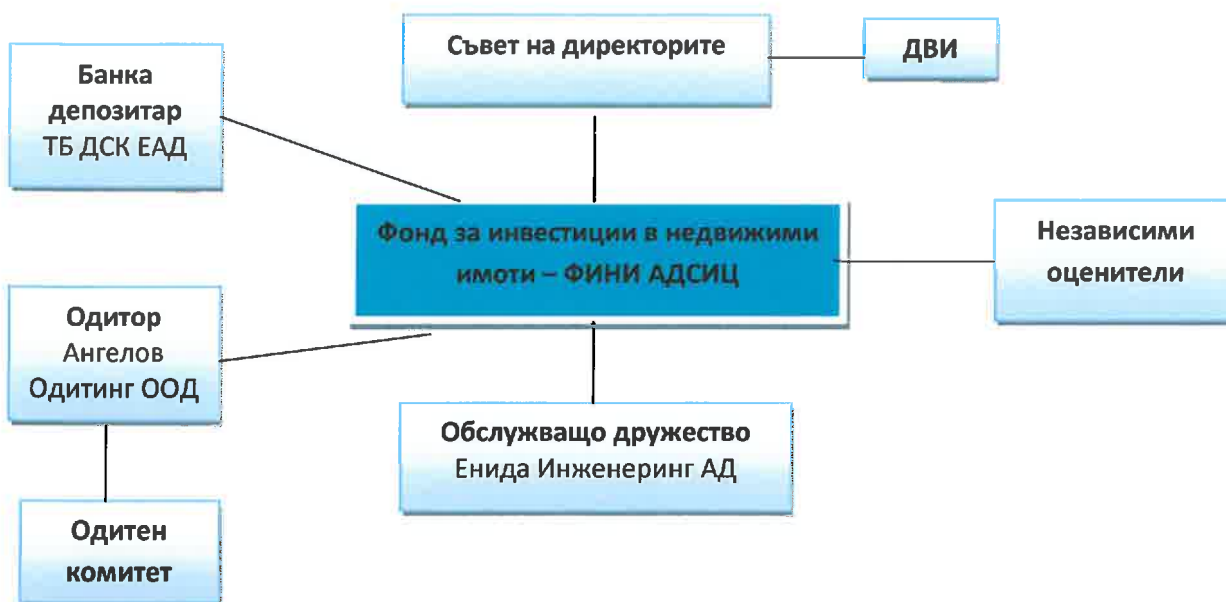 Съвет на директорите
ДВИ
Банка
депозитар
ТБ ДСК ЕАД
Фонд за инвестиции в недвижими
имоти – ФИНИ АДСИЦ
Независими
оценители
Одитор
Ангелов
Одитинг ООД
Обслужващо дружество
Енида Инженеринг АД
Одитен
комитет